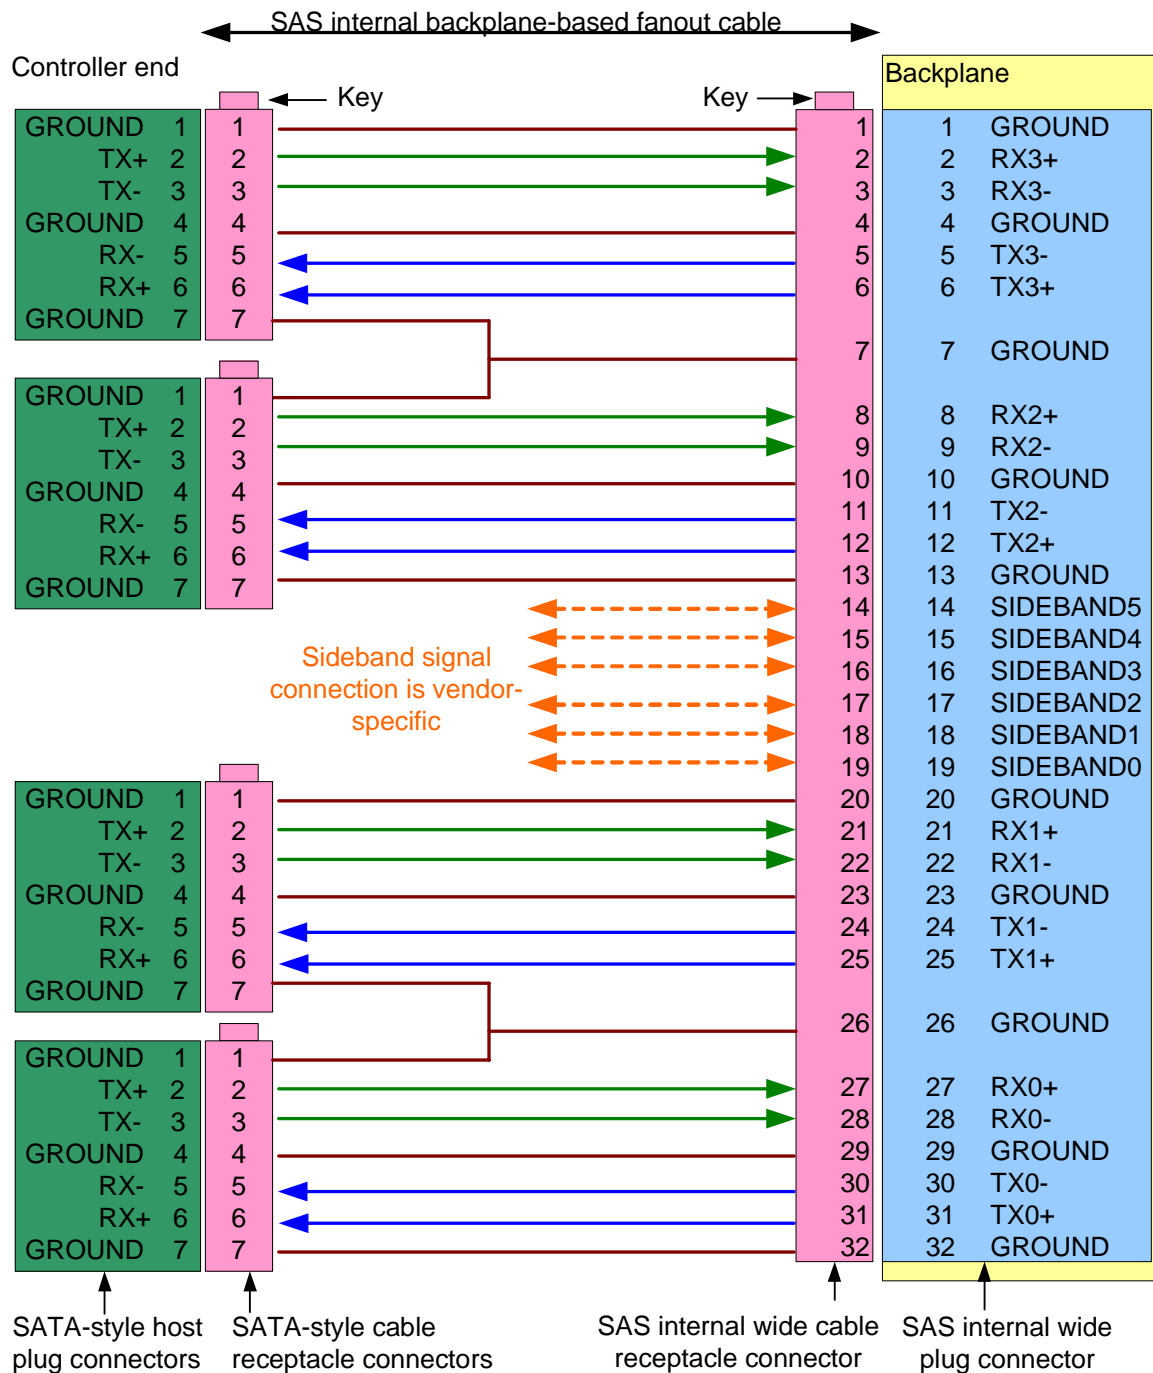 SAS internal backplane-based fanout cable
Controller end
Backplane
Key
Key
GROUND 1 1 1 1 GROUND
TX+ 2 2 2 2 RX3+
TX- 3 3 3 3 RX3-
GROUND 4 4 4 4 GROUND
RX- 5 5 5 5 TX3-
RX+ 6 6 6 6 TX3+
GROUND 7 7
7 7 GROUND
GROUND 1 1
TX+ 2 2 8 8 RX2+
TX- 3 3 9 9 RX2-
GROUND 4 4 10 10 GROUND
RX- 5 5 11 11 TX2-
RX+ 6 6 12 12 TX2+
GROUND 7 7 13 13 GROUND
14 14 SIDEBAND5
15 15 SIDEBAND4
16 16 SIDEBAND3
17 17 SIDEBAND2
18 18 SIDEBAND1
19 19 SIDEBAND0
Sideband signal
connection is vendor-
specific
GROUND 1 1 20 20 GROUND
TX+ 2 2 21 21 RX1+
TX- 3 3 22 22 RX1-
GROUND 4 4 23 23 GROUND
RX- 5 5 24 24 TX1-
RX+ 6 6 25 25 TX1+
GROUND 7 7
26 26 GROUND
GROUND 1 1
TX+ 2 2 27 27 RX0+
TX- 3 3 28 28 RX0-
GROUND 4 4 29 29 GROUND
RX- 5 5 30 30 TX0-
RX+ 6 6 31 31 TX0+
GROUND 7 7 32 32 GROUND
SATA-style host
plug connectors
SATA-style cable
receptacle connectors
SAS internal wide cable
receptacle connector
SAS internal wide
plug connector